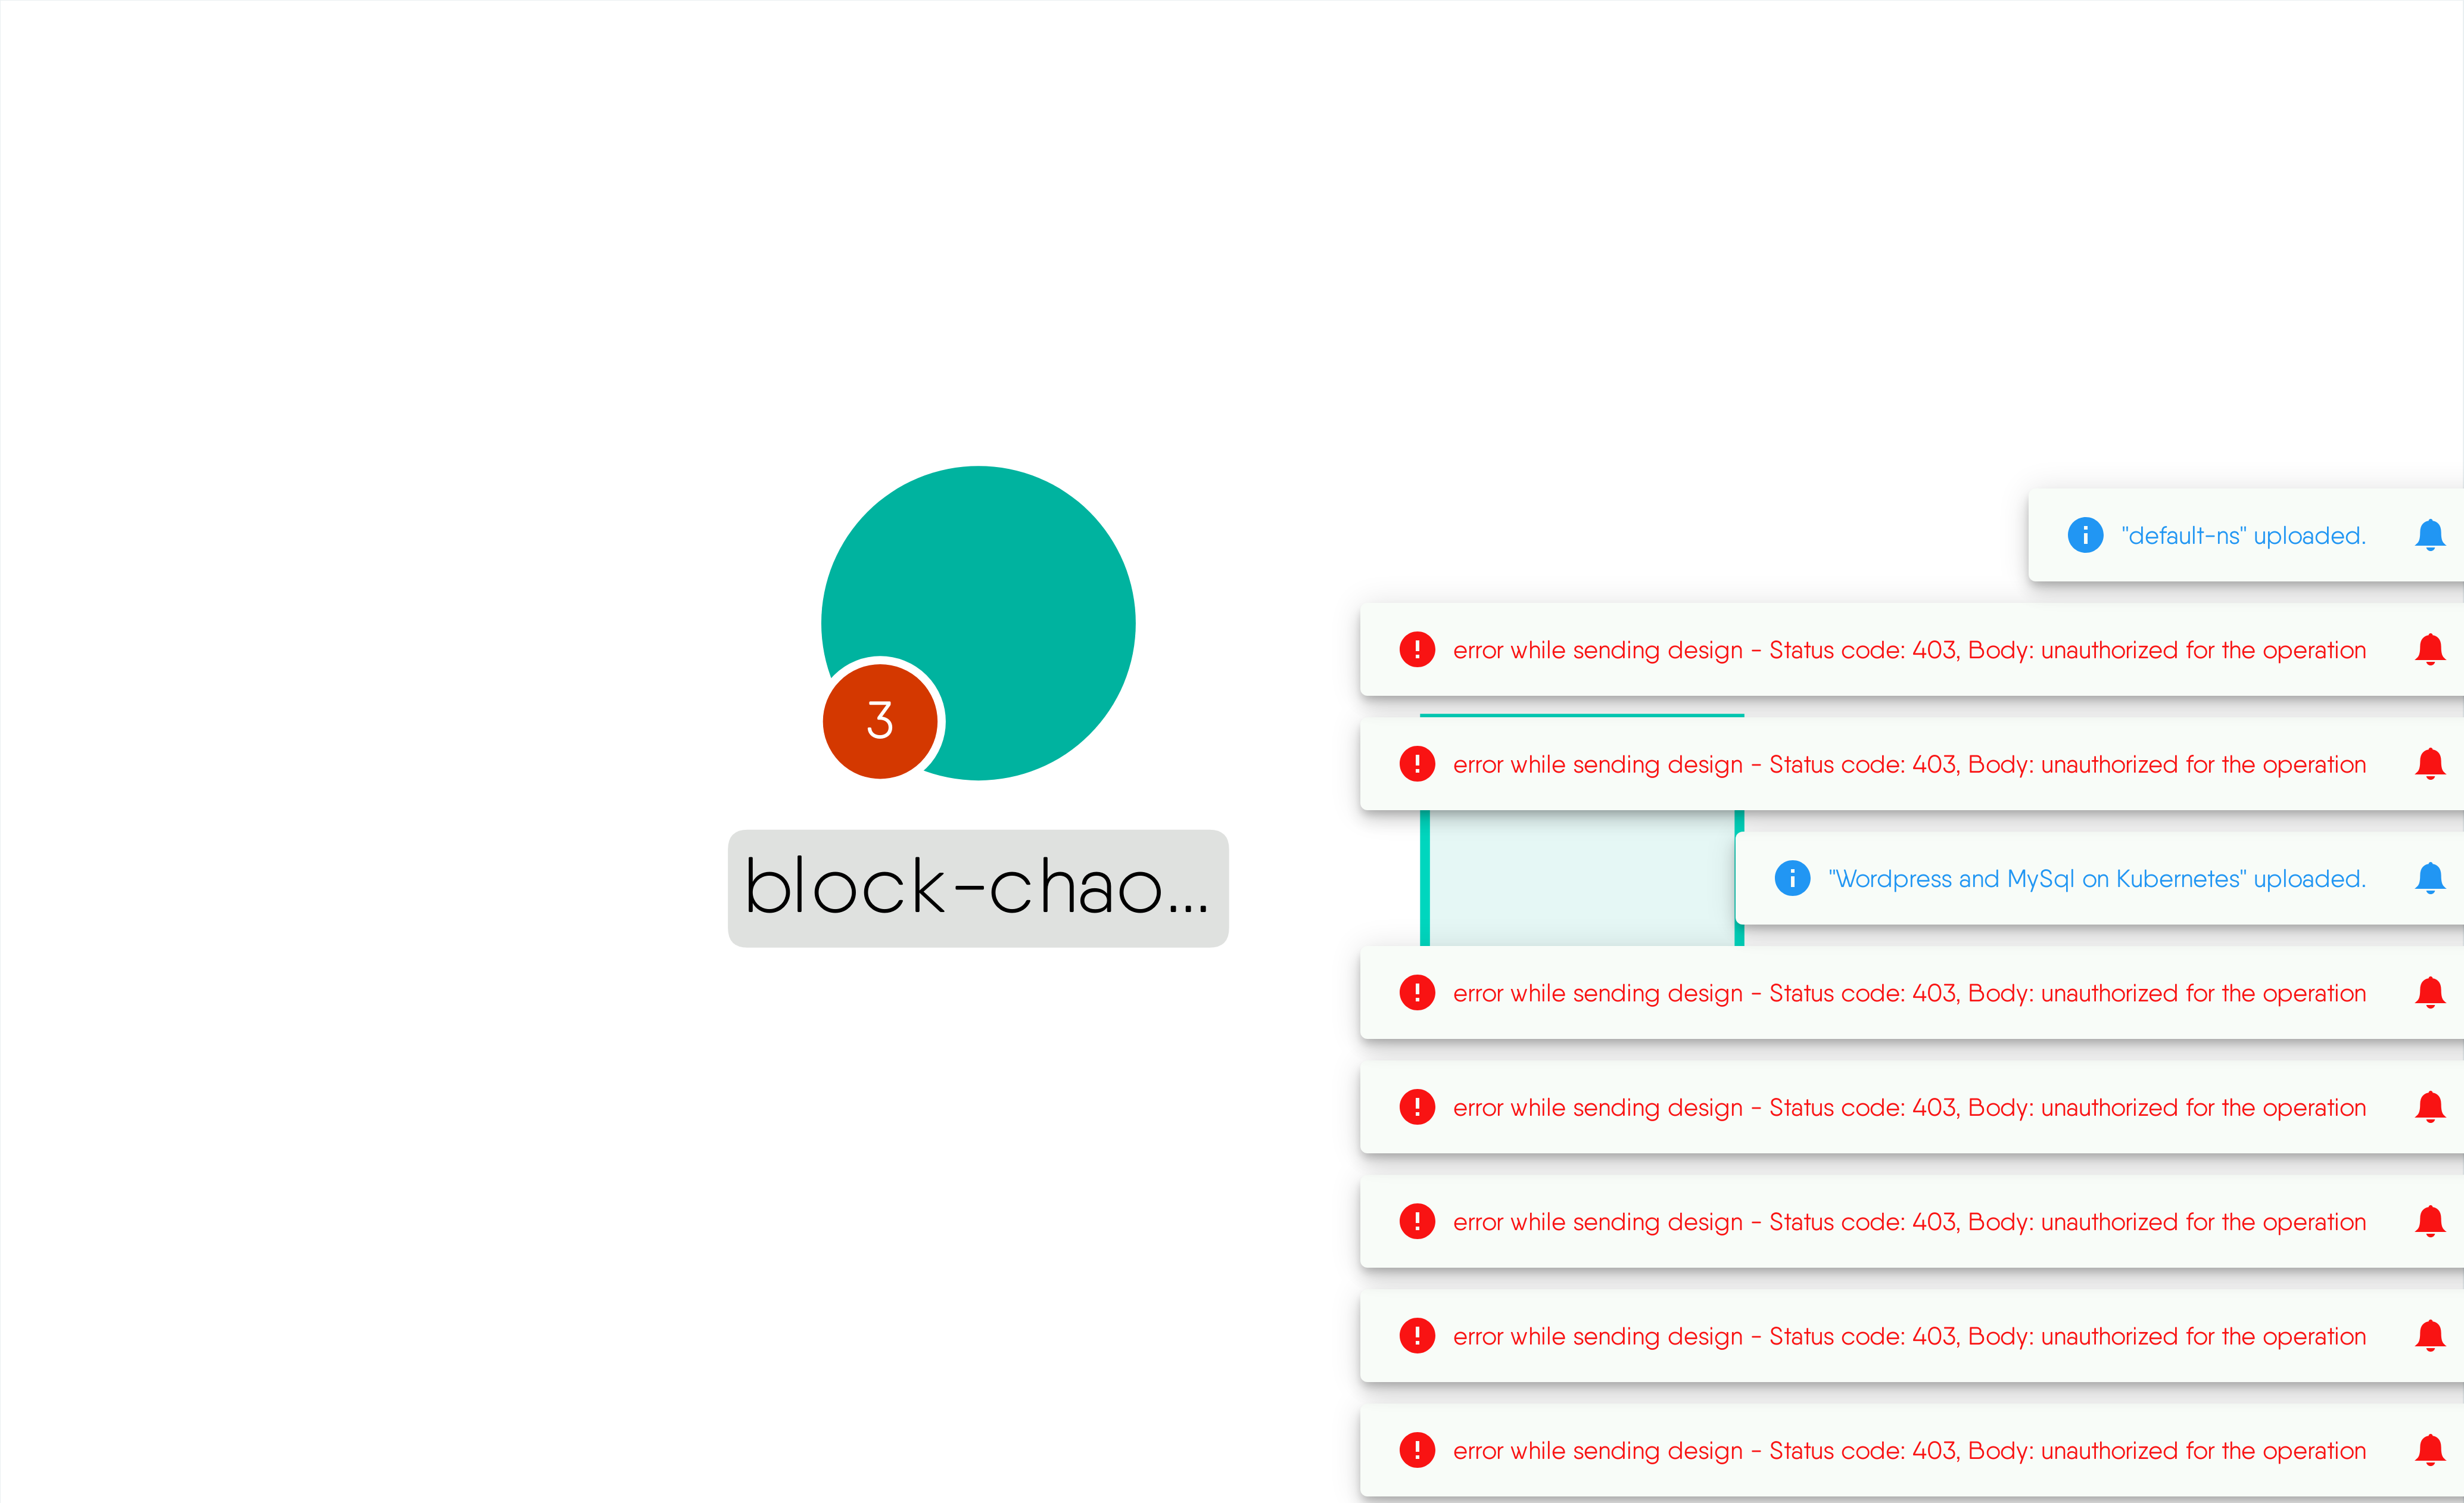 3
block-chao...
"default-ns" uploaded.
error while sending design - Status code: 403, Body: unauthorized for the operation
error while sending design - Status code: 403, Body: unauthorized for the operation
"Wordpress and MySql on Kubernetes" uploaded.
error while sending design - Status code: 403, Body: unauthorized for the operation
error while sending design - Status code: 403, Body: unauthorized for the operation
error while sending design - Status code: 403, Body: unauthorized for the operation
error while sending design - Status code: 403, Body: unauthorized for the operation
error while sending design - Status code: 403, Body: unauthorized for the operation